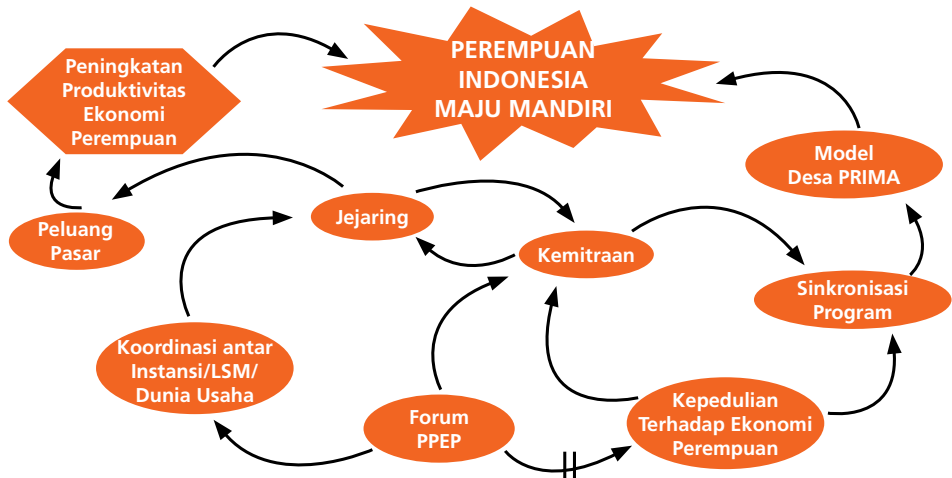 Peningkatan
Produktivitas
Ekonomi
Perempuan
PEREMPUAN
INDONESIA
MAJU MANDIRI
Model
Desa PRIMA
Jejaring
Peluang
Pasar
Kemitraan
Sinkronisasi
Program
Koordinasi antar
Instansi/LSM/
Dunia Usaha
Forum
PPEP
Kepedulian
Terhadap Ekonomi
Perempuan